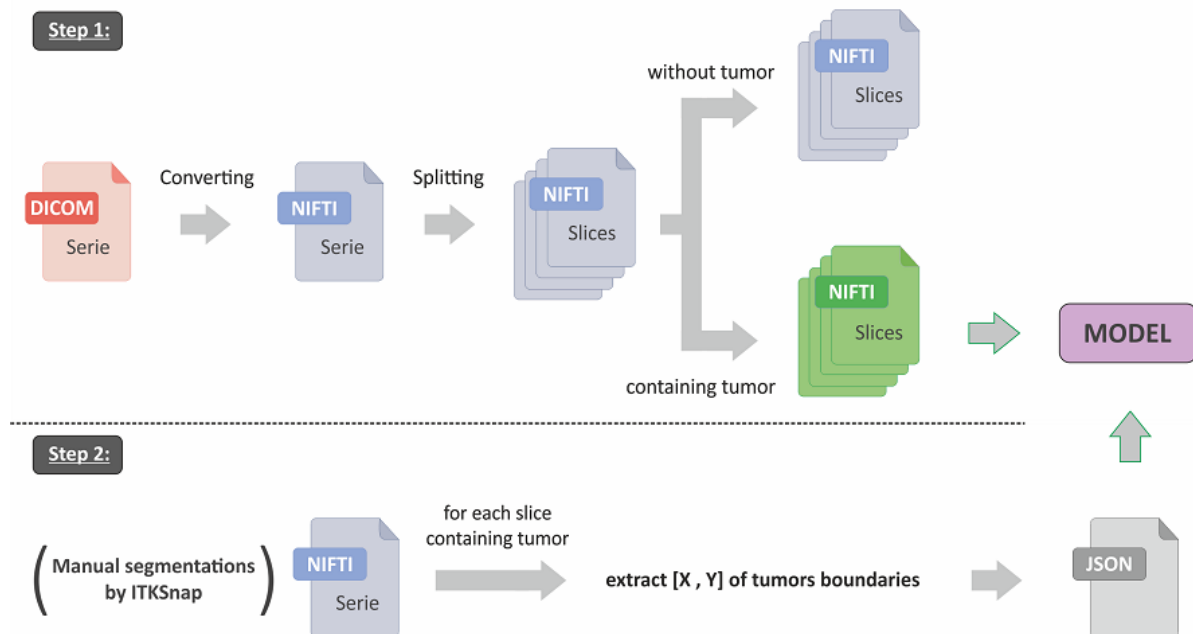 Step 1:
without tumor
NIFTI
Slices
DICOM
Serie
Converting
NIFTI
Serie
Splitting
NIFTI
Slices
NIFTI
Slices
containing tumor
MODEL
Step 2:
(Manual segmentations
by ITKSnap)
NIFTI
Serie
for each slice
containing tumor
extract [X , Y] of tumors boundaries
JSON